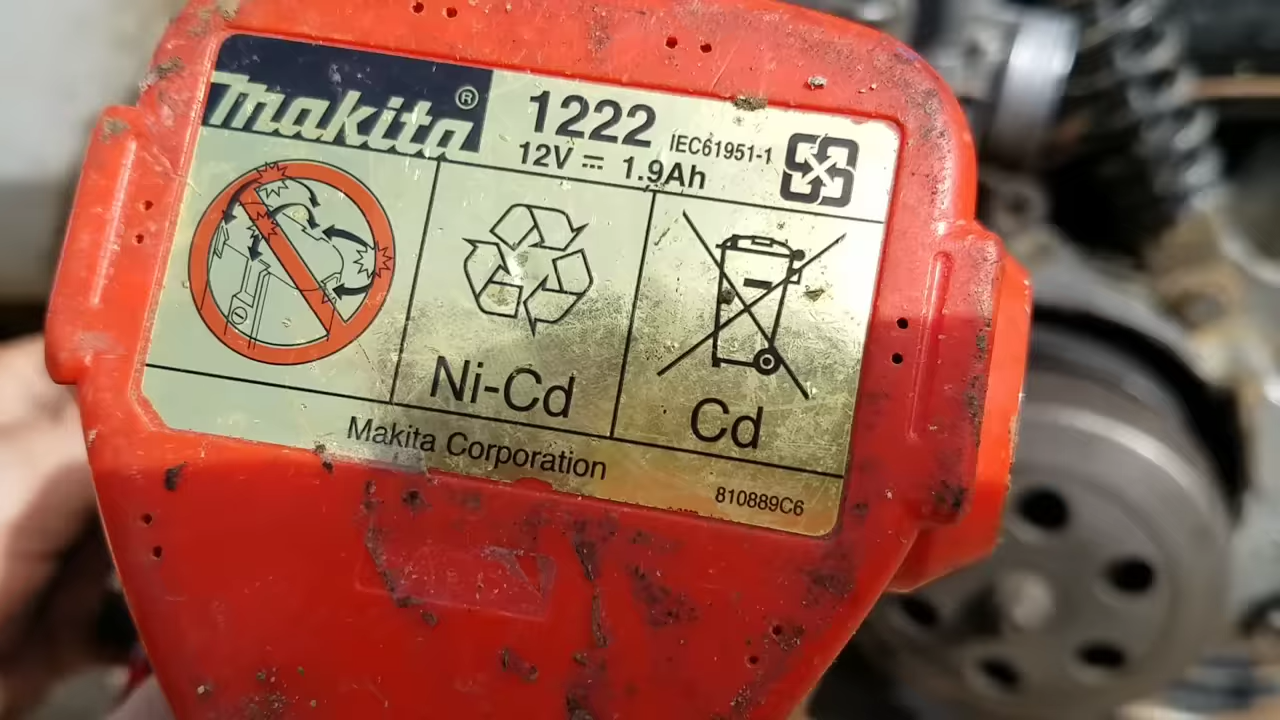 Makita®
1222 IEC61951-1
12V ⎓ 1.9Ah
Ni-Cd
Cd
Makita Corporation
810889C6